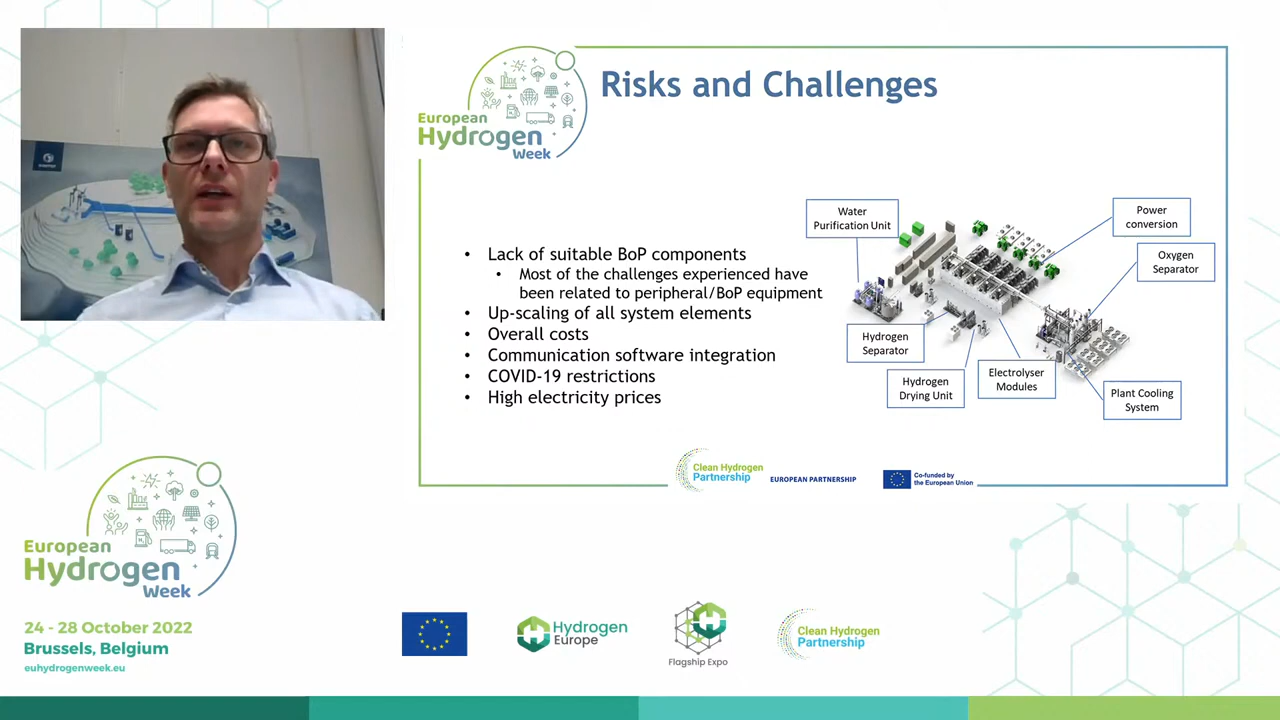 European
Hydrogen
Week
Risks and Challenges
• Lack of suitable BoP components
• Most of the challenges experienced have
been related to peripheral/BoP equipment
• Up-scaling of all system elements
• Overall costs
• Communication software integration
• COVID-19 restrictions
• High electricity prices
Water
Purification Unit
Power
conversion
Oxygen
Separator
Hydrogen
Separator
Hydrogen
Drying Unit
Electrolyser
Modules
Plant Cooling
System
Clean Hydrogen
Partnership
EUROPEAN PARTNERSHIP
Co-funded by
the European Union
European
Hydrogen
Week
24 - 28 October 2022
Brussels, Belgium
euhydrogenweek.eu
Hydrogen
Europe
Flagship Expo
Clean Hydrogen
Partnership